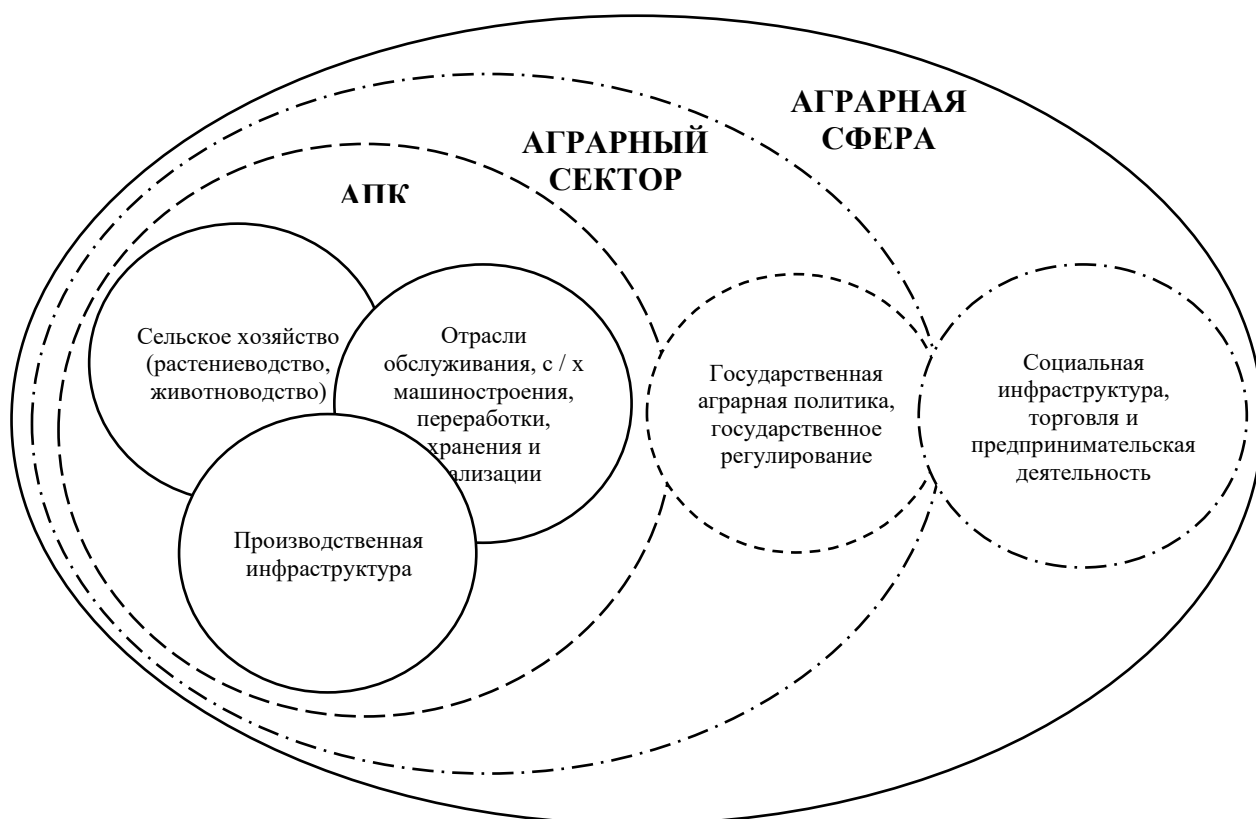 АГРАРНАЯ
СФЕРА
АГРАРНЫЙ
СЕКТОР
АПК
Сельское хозяйство
(растениеводство,
животноводство)
Отрасли
обслуживания, с / х
машиностроения,
переработки,
хранения и
ализации
Производственная
инфраструктура
Государственная
аграрная политика,
государственное
регулирование
Социальная
инфраструктура,
торговля и
предпринимательская
деятельность